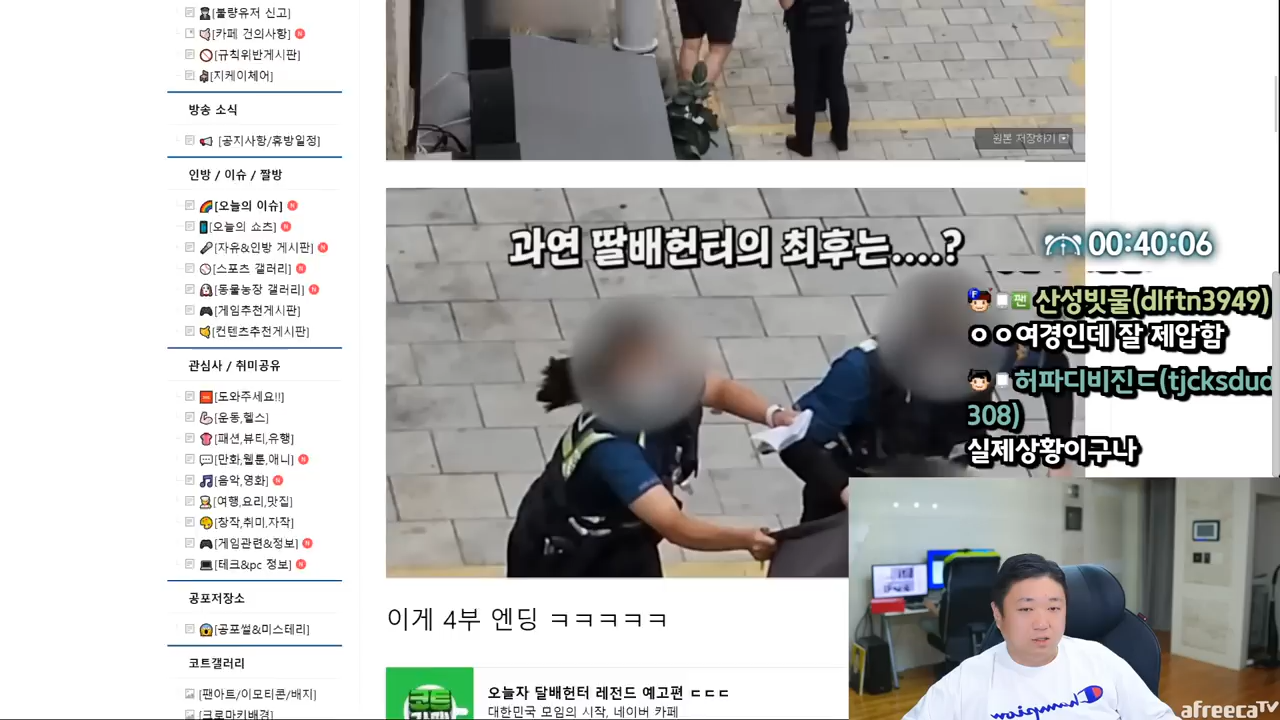 [불량유저 신고]
[카페 건의사항]
[규칙위반게시판]
[지케이체어]
방송 소식
[공지사항/휴방일정]
인방 / 이슈 / 짤방
[오늘의 이슈]
[오늘의 쇼츠]
[자유&인방 게시판]
[스포츠 갤러리]
[동물농장 갤러리]
[게임추천게시판]
[컨텐츠추천게시판]
관심사 / 취미공유
[도와주세요!!]
[운동,헬스]
[패션,뷰티,유행]
[만화,웹툰,애니]
[음악,영화]
[여행,요리,맛집]
[창작,취미,자작]
[게임관련&정보]
[테크&pc 정보]
공포저장소
[공포썰&미스테리]
코트갤러리
[팬아트/이모티콘/배지]
[크로마키배경]
원본 저장하기
과연 딸배헌터의 최후는....?
이게 4부 엔딩 ㅋㅋㅋㅋㅋ
오늘자 달배헌터 레전드 예고편 ㄷㄷㄷ
대한민국 모임의 시작, 네이버 카페
00:40:06
팬 산성빗물(dlftn3949)
ㅇㅇ여경인데 잘 제압함
허파디비진ㄷ(tjcksdud
308)
실제상황이구나
Champion
afreecaTV